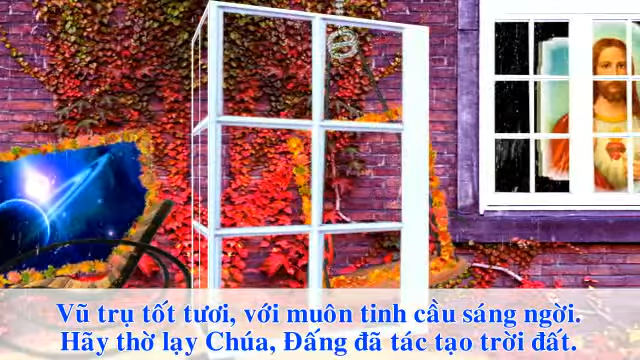 Vũ trụ tốt tươi, với muôn tinh cầu sáng ngời.
Hãy thờ lạy Chúa, Đấng đã tác tạo trời đất.